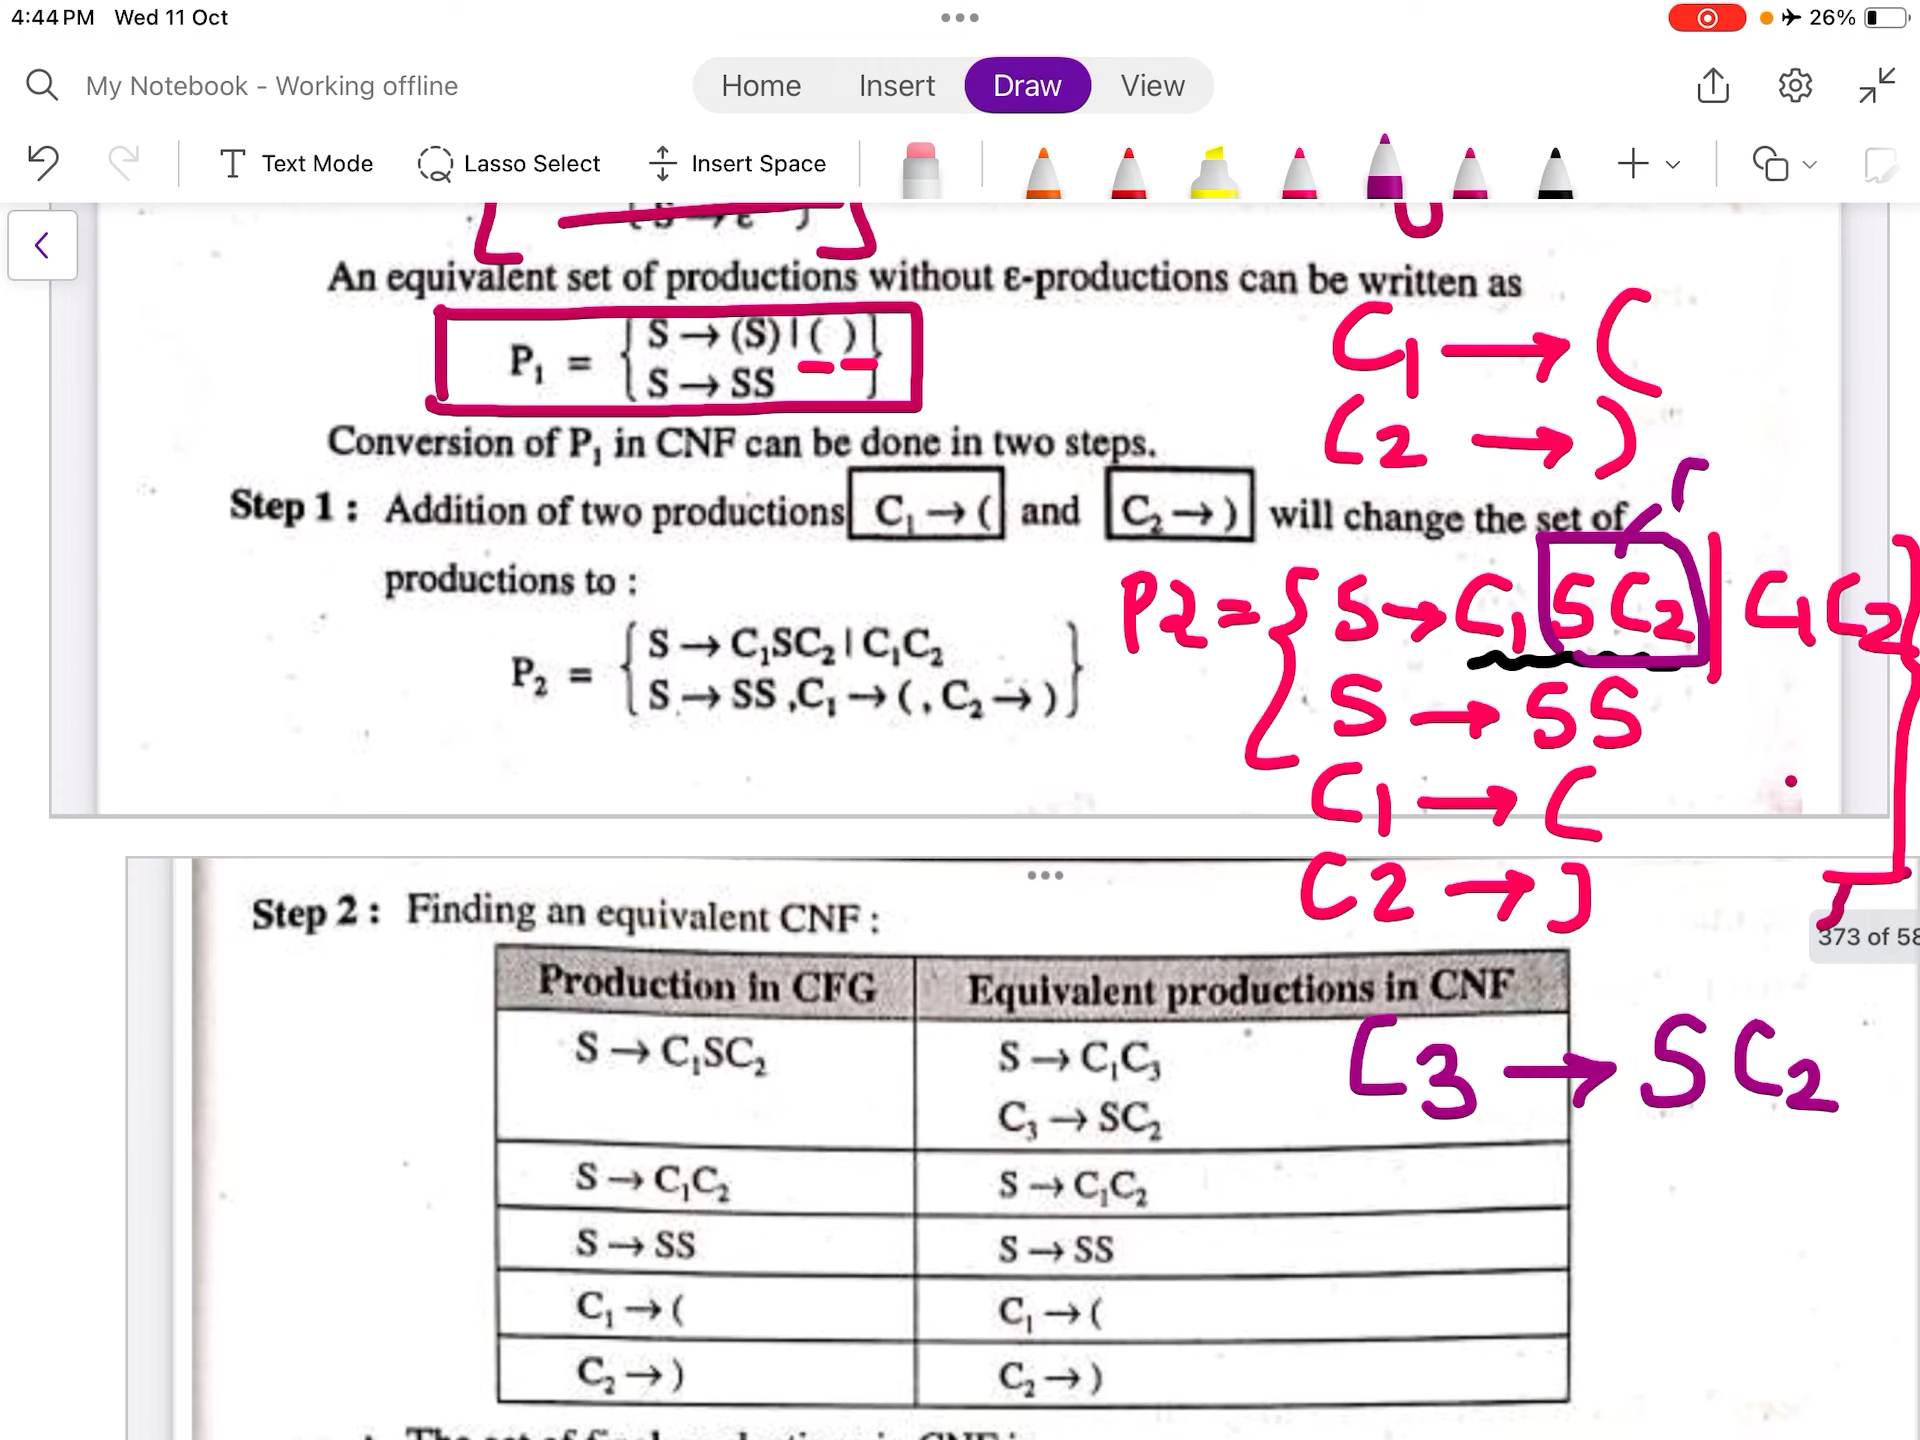 4:44 PM Wed 11 Oct
26%
My Notebook - Working offline
Home Insert Draw View
T Text Mode Lasso Select Insert Space
{ S → ε }
An equivalent set of productions without ε-productions can be written as
P₁ = { S → (S) | ( )
S → SS }
C1 → (
C2 → )
Conversion of P₁ in CNF can be done in two steps.
Step 1 : Addition of two productions C₁ → ( and C₂ → ) will change the set of
productions to :
P₂ = { S → C₁SC₂ | C₁C₂
S → SS , C₁ → ( , C₂ → ) }
P2 = { S → C1 SC2 | C1C2
S → SS
C1 → (
C2 → ) }
373 of 58
Step 2 : Finding an equivalent CNF :
Production in CFG Equivalent productions in CNF
S → C₁SC₂ S → C₁C₃
C₃ → SC₂
C3 → SC2
S → C₁C₂ S → C₁C₂
S → SS S → SS
C₁ → ( C₁ → (
C₂ → ) C₂ → )